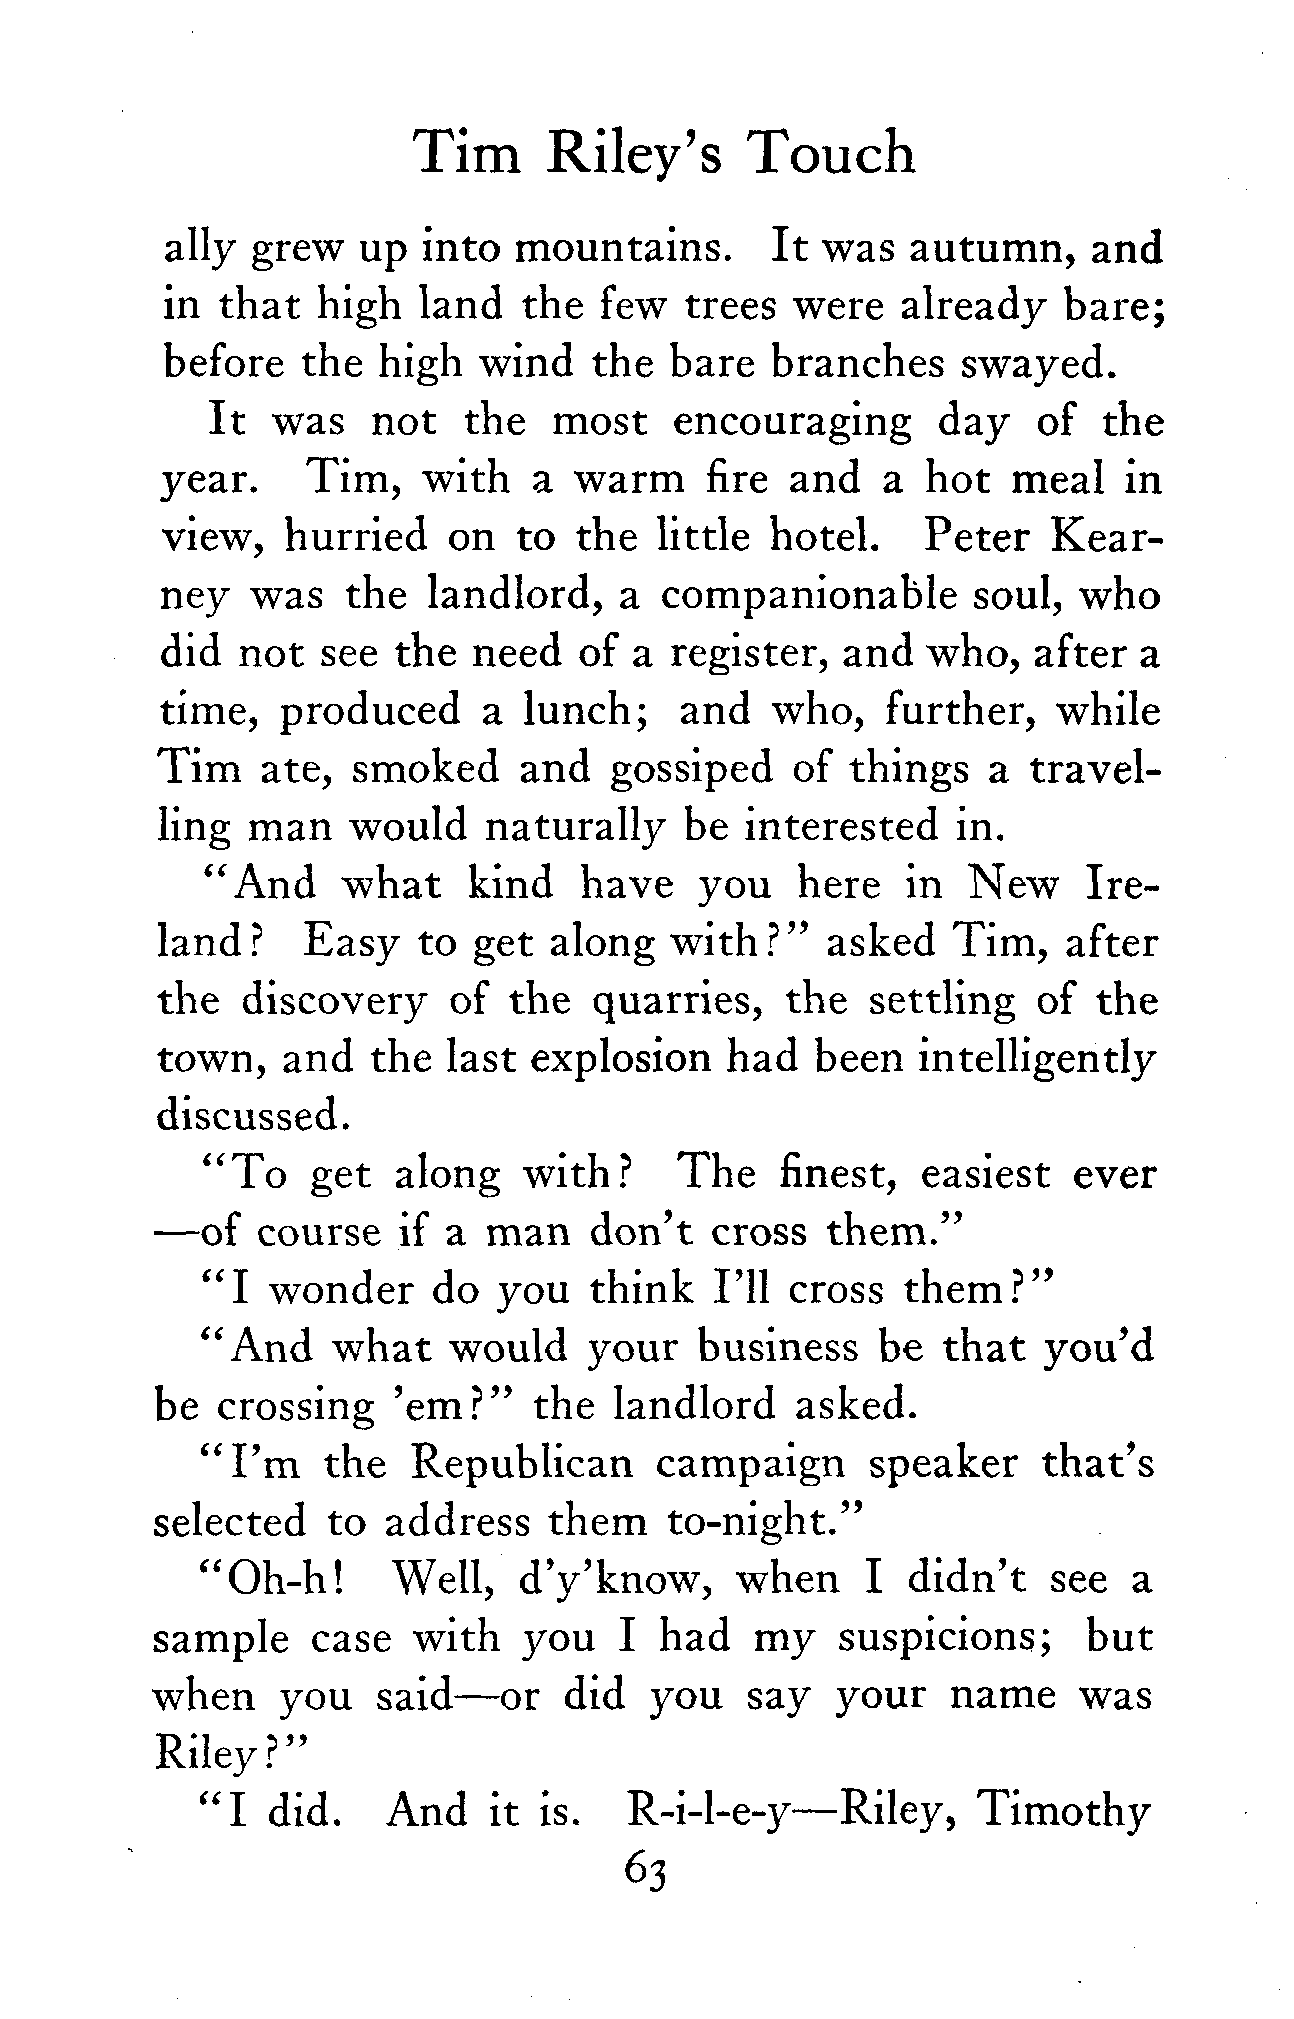 Tim Riley's Touch
ally grew up into mountains. It was autumn, and
in that high land the few trees were already bare;
before the high wind the bare branches swayed.
It was not the most encouraging day of the
year. Tim, with a warm fire and a hot meal in
view, hurried on to the little hotel. Peter Kear-
ney was the landlord, a companionable soul, who
did not see the need of a register, and who, after a
time, produced a lunch; and who, further, while
Tim ate, smoked and gossiped of things a travel-
ling man would naturally be interested in.
"And what kind have you here in New Ire-
land? Easy to get along with?" asked Tim, after
the discovery of the quarries, the settling of the
town, and the last explosion had been intelligently
discussed.
"To get along with? The finest, easiest ever
—of course if a man don't cross them."
"I wonder do you think I'll cross them?"
"And what would your business be that you'd
be crossing 'em?" the landlord asked.
"I'm the Republican campaign speaker that's
selected to address them to-night."
"Oh-h! Well, d'y'know, when I didn't see a
sample case with you I had my suspicions; but
when you said—or did you say your name was
Riley?"
"I did. And it is. R-i-l-e-y—Riley, Timothy
63